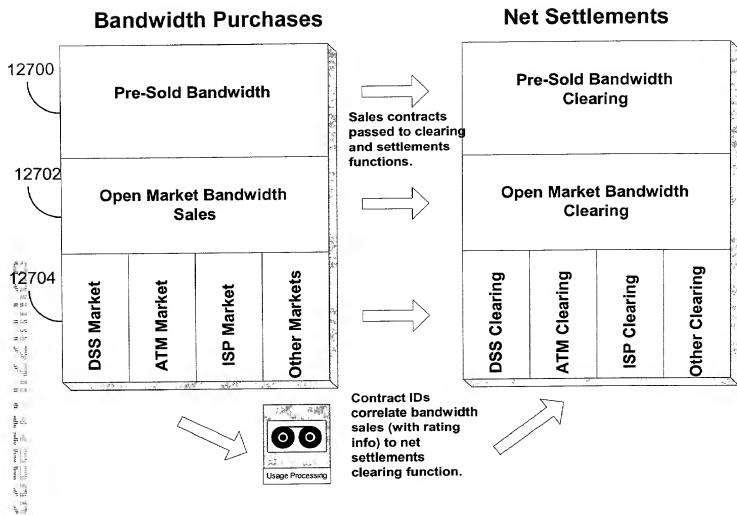 Bandwidth Purchases
Net Settlements
12700
Pre-Sold Bandwidth
Pre-Sold Bandwidth
Clearing
Sales contracts
passed to clearing
and settlements
functions.
12702
Open Market Bandwidth
Sales
Open Market Bandwidth
Clearing
12704
DSS Market
ATM Market
ISP Market
Other Markets
DSS Clearing
ATM Clearing
ISP Clearing
Other Clearing
Contract IDs
correlate bandwidth
sales (with rating
info) to net
settlements
clearing function.
Usage Processing